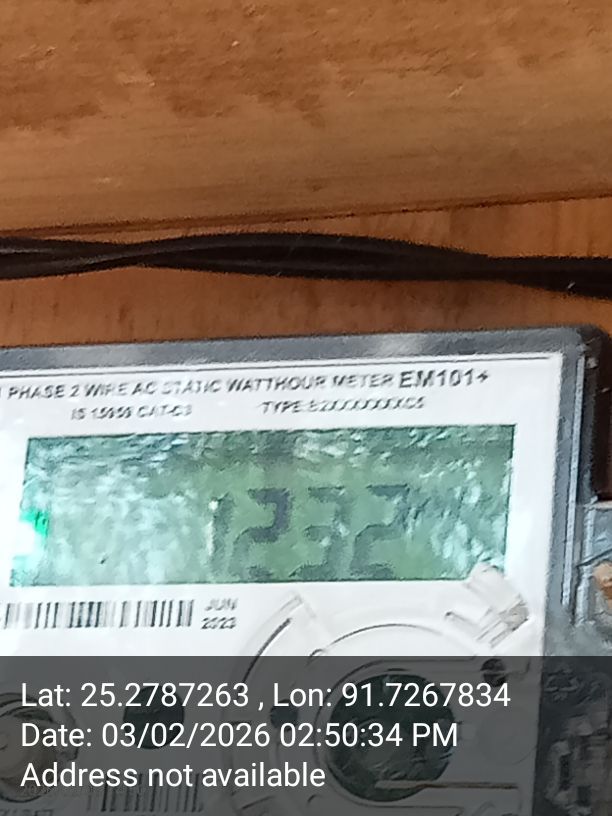 PHASE 2 WIRE AC STATIC WATTHOUR METER EM101+
IS 15959 CAT-C3
1232
JUN
2023
Lat: 25.2787263 , Lon: 91.7267834
Date: 03/02/2026 02:50:34 PM
Address not available